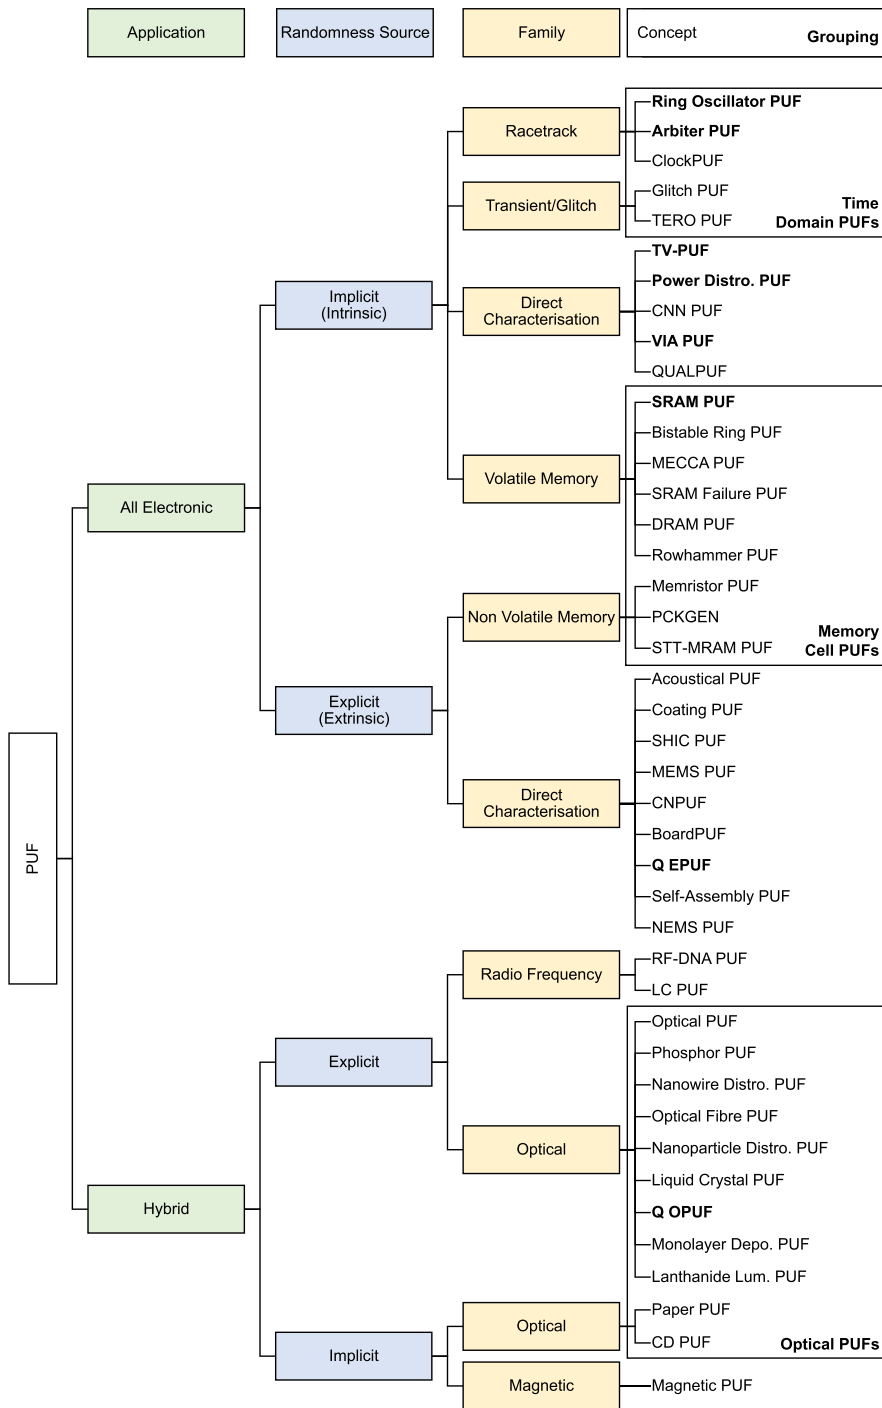 Application
Randomness Source
Family
Concept
Grouping
PUF
All Electronic
Hybrid
Implicit
(Intrinsic)
Explicit
(Extrinsic)
Explicit
Implicit
Racetrack
Transient/Glitch
Direct
Characterisation
Volatile Memory
Non Volatile Memory
Direct
Characterisation
Radio Frequency
Optical
Optical
Magnetic
Ring Oscillator PUF
Arbiter PUF
ClockPUF
Glitch PUF
TERO PUF
Time
Domain PUFs
TV-PUF
Power Distro. PUF
CNN PUF
VIA PUF
QUALPUF
SRAM PUF
Bistable Ring PUF
MECCA PUF
SRAM Failure PUF
DRAM PUF
Rowhammer PUF
Memristor PUF
PCKGEN
STT-MRAM PUF
Memory
Cell PUFs
Acoustical PUF
Coating PUF
SHIC PUF
MEMS PUF
CNPUF
BoardPUF
Q EPUF
Self-Assembly PUF
NEMS PUF
RF-DNA PUF
LC PUF
Optical PUF
Phosphor PUF
Nanowire Distro. PUF
Optical Fibre PUF
Nanoparticle Distro. PUF
Liquid Crystal PUF
Q OPUF
Monolayer Depo. PUF
Lanthanide Lum. PUF
Paper PUF
CD PUF
Optical PUFs
Magnetic PUF